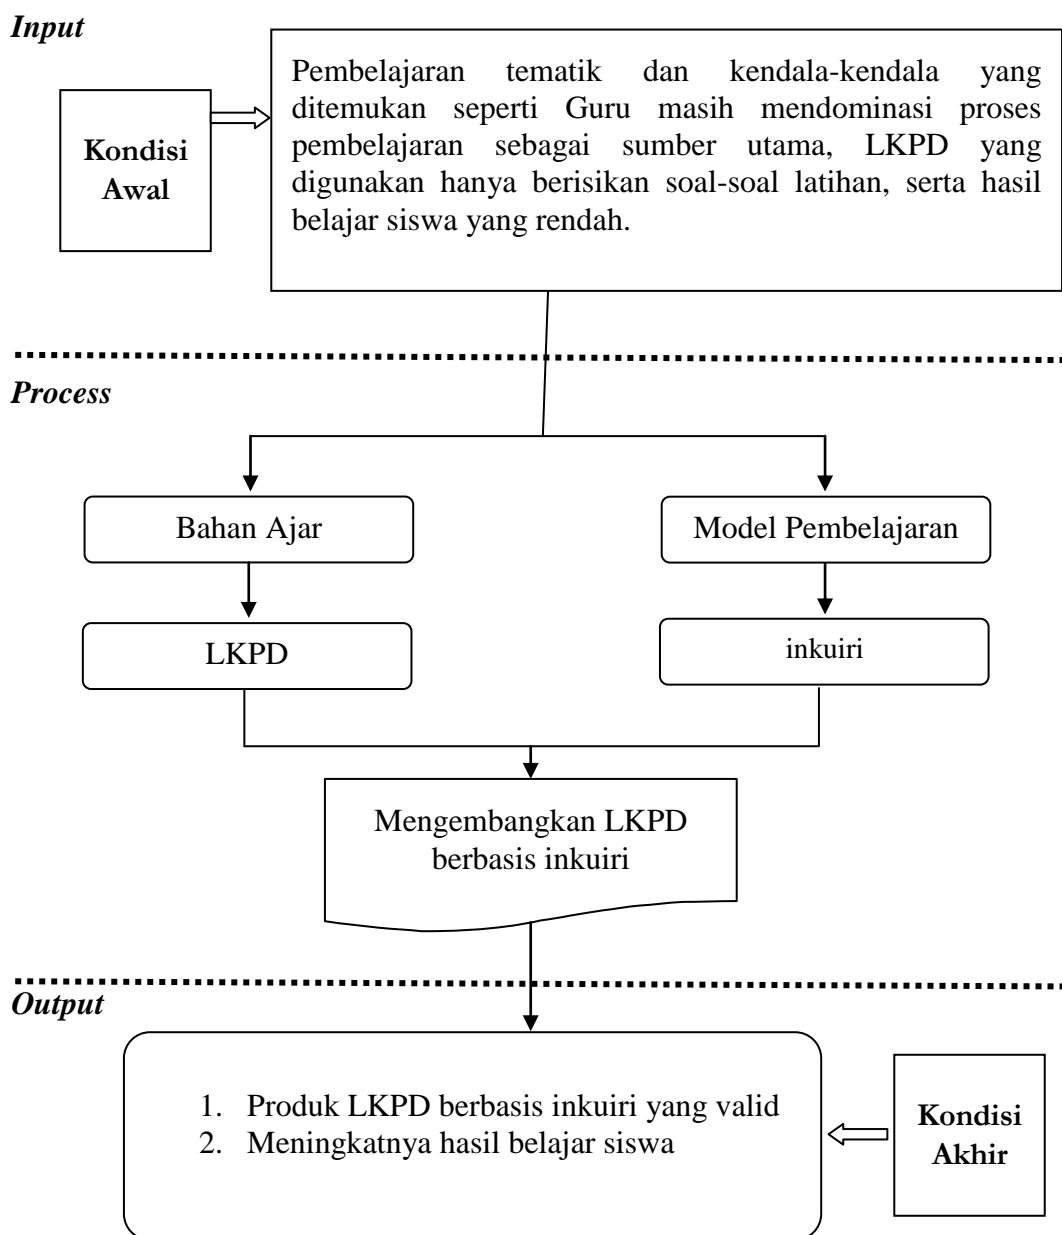 Input
Kondisi
Awal
Pembelajaran tematik dan kendala-kendala yang
ditemukan seperti Guru masih mendominasi proses
pembelajaran sebagai sumber utama, LKPD yang
digunakan hanya berisikan soal-soal latihan, serta hasil
belajar siswa yang rendah.
Process
Bahan Ajar
Model Pembelajaran
LKPD
inkuiri
Mengembangkan LKPD
berbasis inkuiri
Output
1. Produk LKPD berbasis inkuiri yang valid
2. Meningkatnya hasil belajar siswa
Kondisi
Akhir